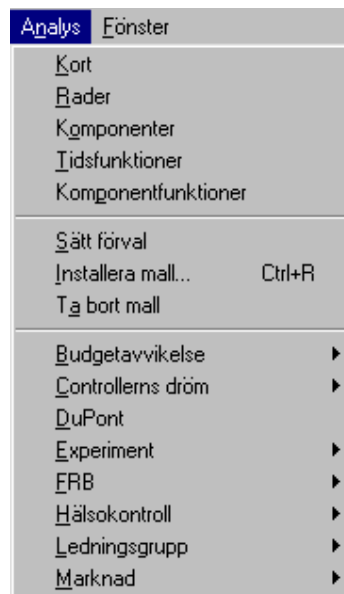 Analys Fönster
Kort
Rader
Komponenter
Tidsfunktioner
Komponentfunktioner
Sätt förval
Installera mall... Ctrl+R
Ta bort mall
Budgetavvikelse
Controllerns dröm
DuPont
Experiment
FRB
Hälsokontroll
Ledningsgrupp
Marknad